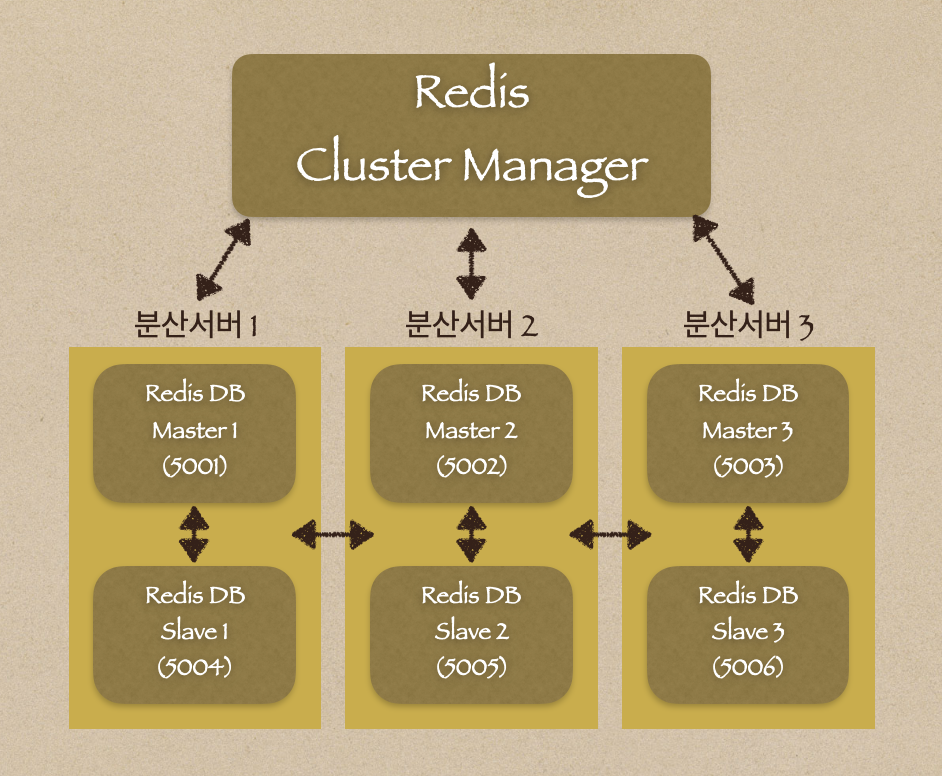 Redis
Cluster Manager
분산서버 1
분산서버 2
분산서버 3
Redis DB
Master 1
(5001)
Redis DB
Master 2
(5002)
Redis DB
Master 3
(5003)
Redis DB
Slave 1
(5004)
Redis DB
Slave 2
(5005)
Redis DB
Slave 3
(5006)